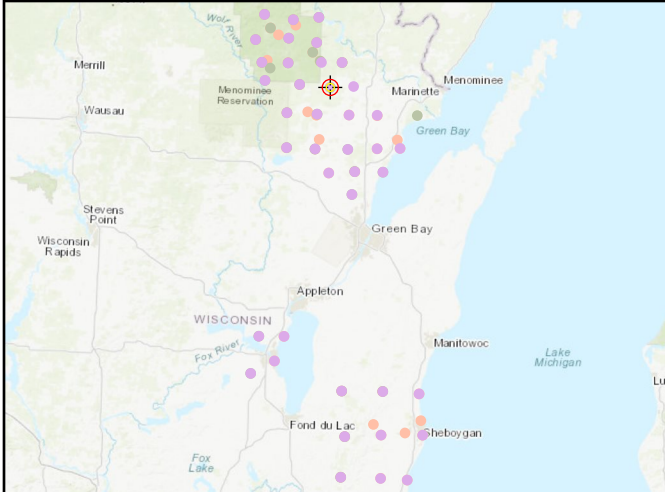 Wolf
River
Merrill
Menominee
Menominee
Reservation
Marinette
Wausau
Green Bay
Stevens
Point
Green Bay
Wisconsin
Rapids
Appleton
WISCONSIN
Manitowoc
Fox River
Lake
Michigan
Lu
Fond du Lac
Sheboygan
Fox
Lake